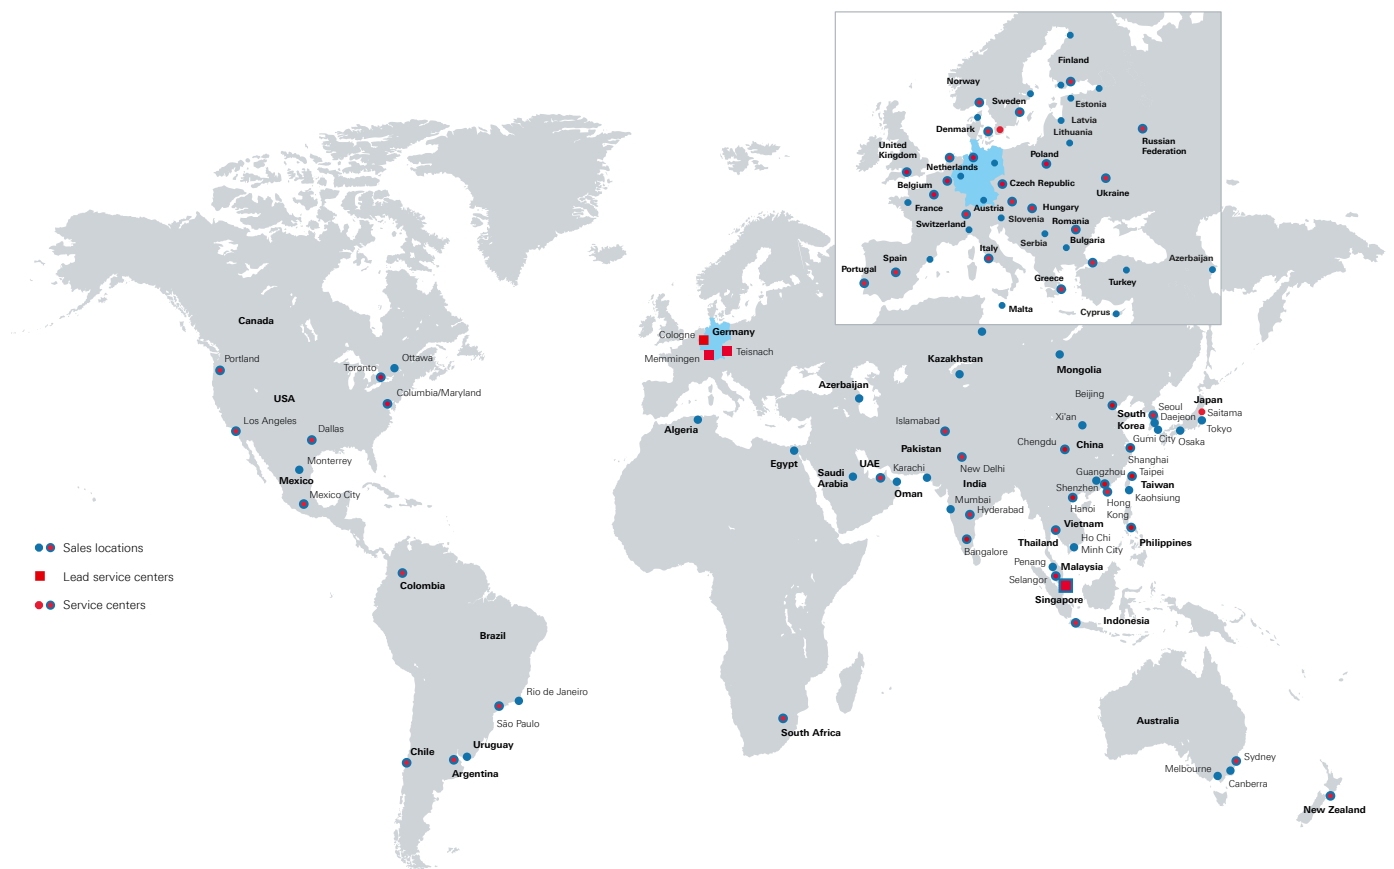 Finland
Norway
Sweden
Estonia
Latvia
Denmark
Lithuania
Russian
Federation
United
Kingdom
Poland
Netherlands
Czech Republic
Belgium
Ukraine
France
Austria
Hungary
Switzerland
Slovenia
Romania
Serbia
Bulgaria
Italy
Spain
Azerbaijan
Portugal
Greece
Turkey
Malta
Cyprus
Canada
Portland
Ottawa
Toronto
Columbia/Maryland
USA
Los Angeles
Dallas
Monterrey
Mexico
Mexico City
Cologne
Germany
Memmingen
Teisnach
Kazakhstan
Mongolia
Azerbaijan
Beijing
Japan
Seoul
Saitama
South
Korea
Daejeon
Tokyo
Xi'an
Gumi City
Osaka
Algeria
Islamabad
Pakistan
Chengdu
China
Shanghai
Egypt
UAE
Karachi
New Delhi
Guangzhou
Taipei
Saudi
Arabia
India
Shenzhen
Taiwan
Oman
Kaohsiung
Mumbai
Hyderabad
Hanoi
Hong
Kong
Vietnam
Thailand
Ho Chi
Minh City
Philippines
Bangalore
Penang
Malaysia
Selangor
Singapore
Indonesia
Sales locations
Lead service centers
Service centers
Colombia
Brazil
Rio de Janeiro
São Paulo
Chile
Uruguay
Argentina
South Africa
Australia
Sydney
Melbourne
Canberra
New Zealand